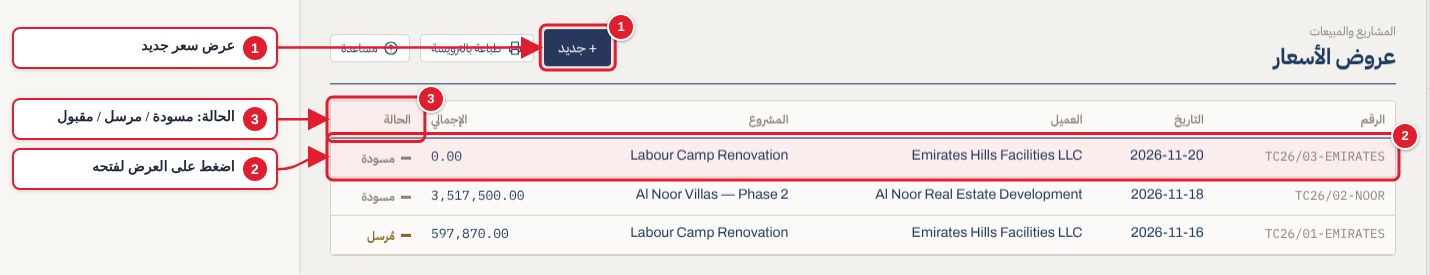 المشاريع والمبيعات
عروض الأسعار
+ جديد
1
طباعة بالترويسة
مساعدة
1 عرض سعر جديد
3 الحالة: مسودة / مرسل / مقبول
2 اضغط على العرض لفتحه
3
2
الرقم التاريخ العميل المشروع الإجمالي الحالة
TC26/03-EMIRATES 2026-11-20 Emirates Hills Facilities LLC Labour Camp Renovation 0.00 مسودة
TC26/02-NOOR 2026-11-18 Al Noor Real Estate Development Al Noor Villas — Phase 2 3,517,500.00 مسودة
TC26/01-EMIRATES 2026-11-16 Emirates Hills Facilities LLC Labour Camp Renovation 597,870.00 مُرسل